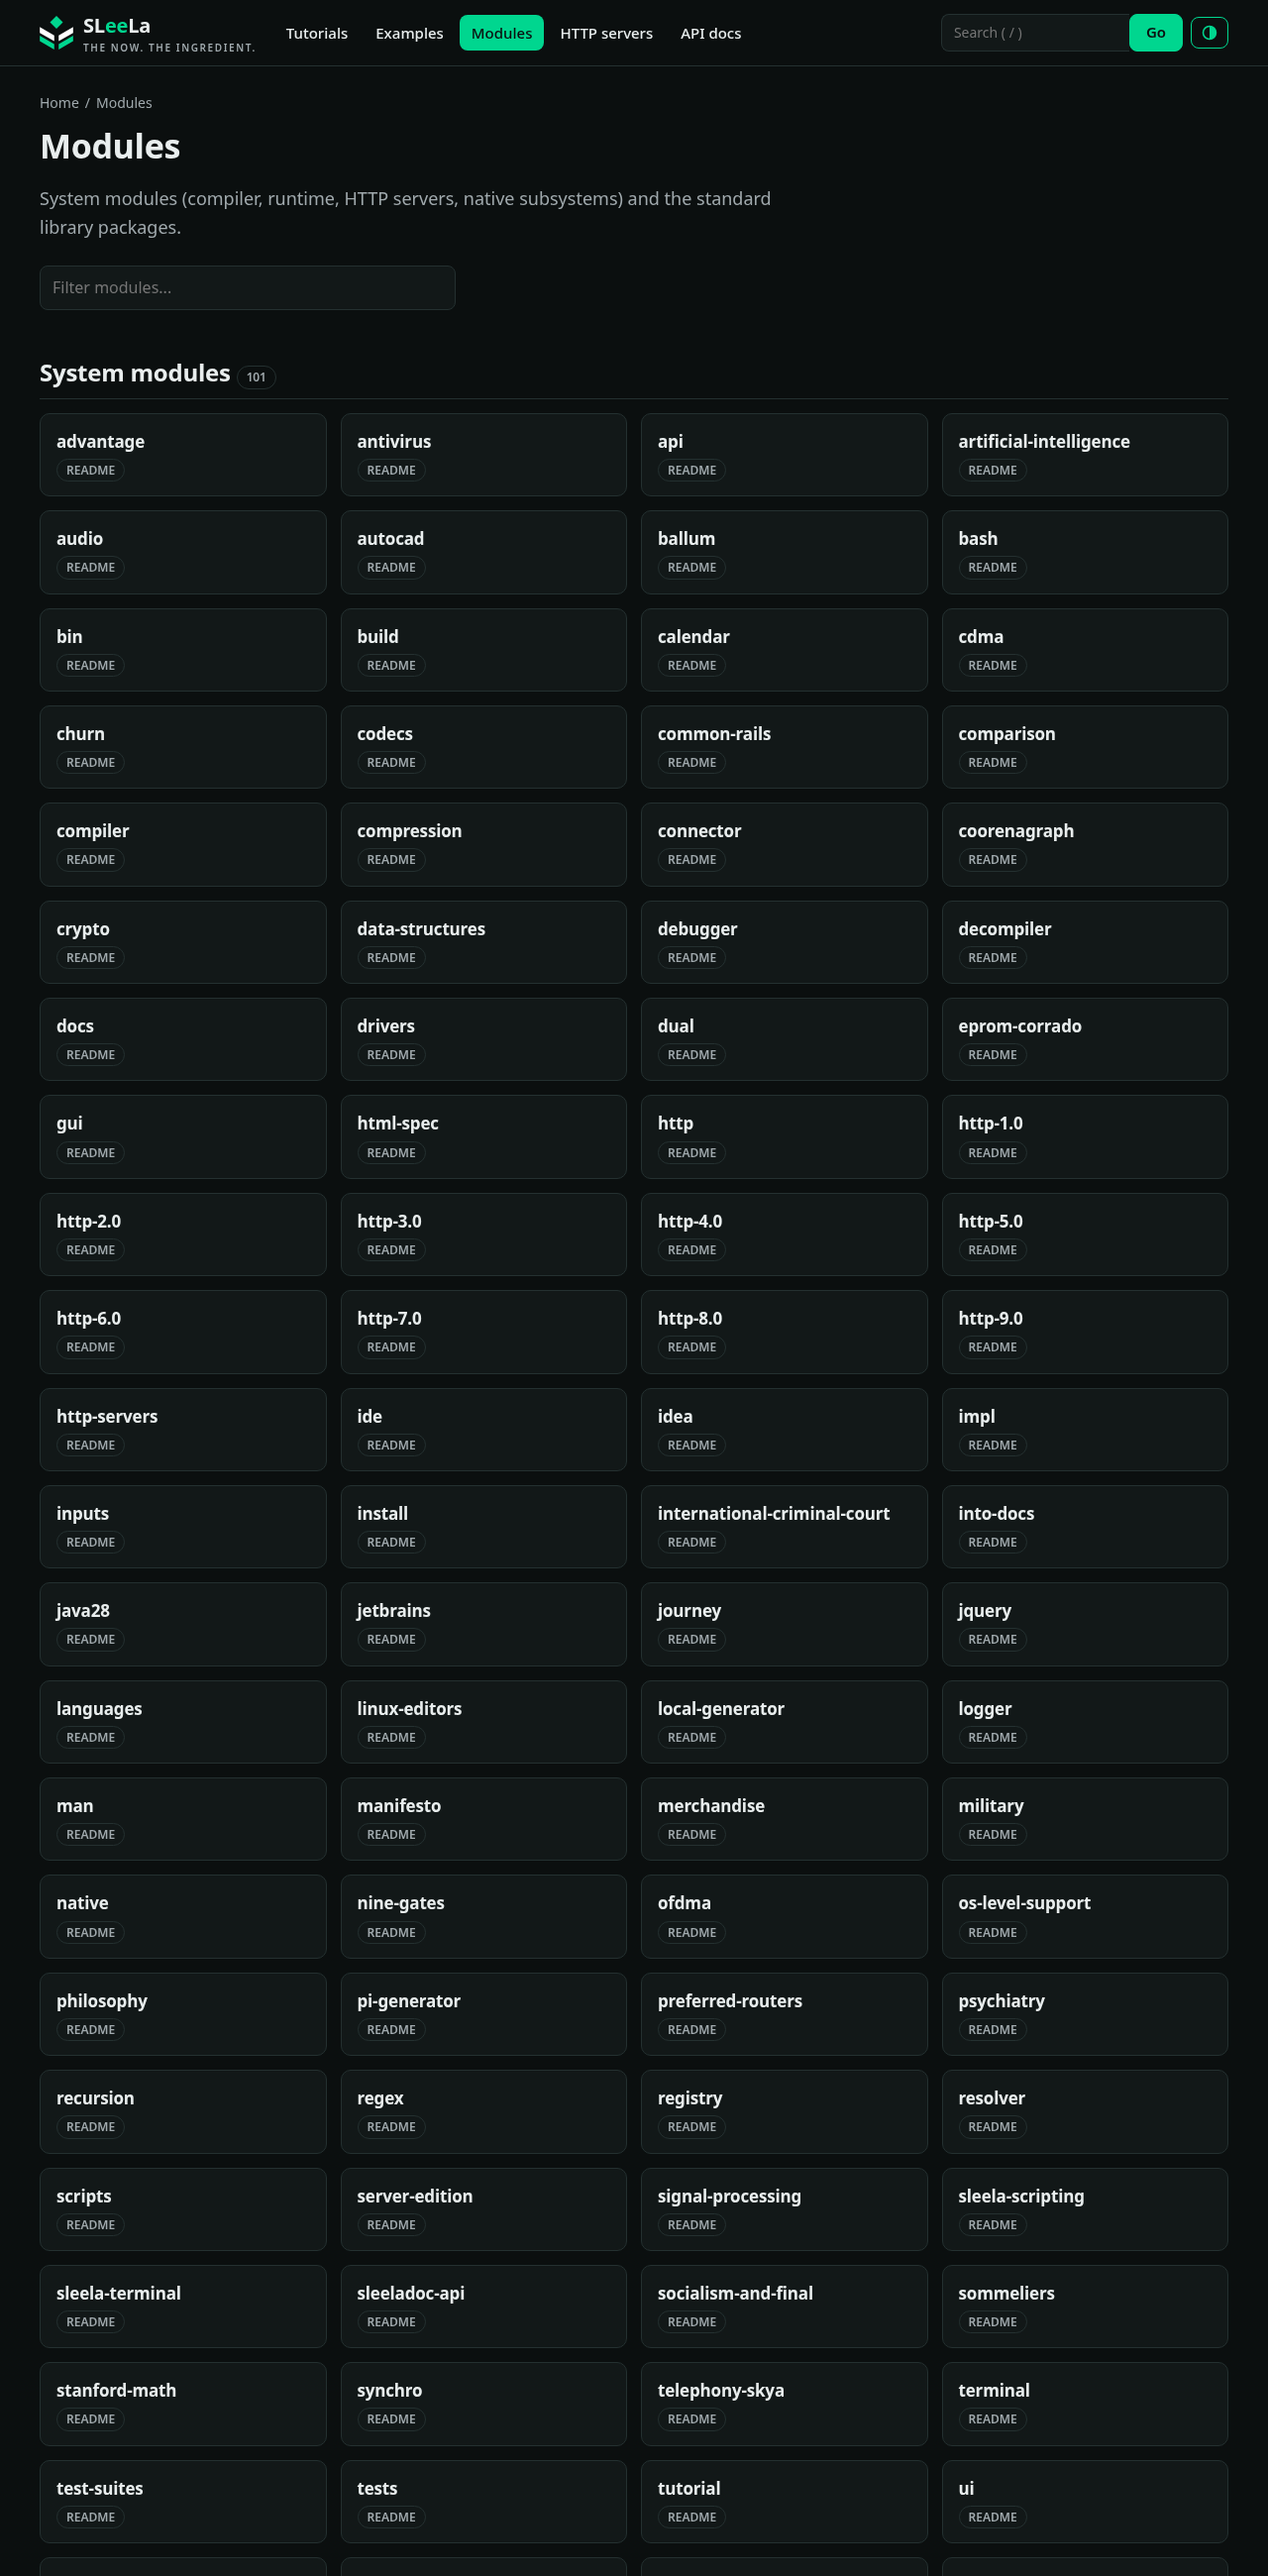 SLeeLa
THE NOW. THE INGREDIENT.
Tutorials
Examples
Modules
HTTP servers
API docs
Search ( / )
Go
Home / Modules
Modules
System modules (compiler, runtime, HTTP servers, native subsystems) and the standard
library packages.
Filter modules...
System modules 101
advantage
README
antivirus
README
api
README
artificial-intelligence
README
audio
README
autocad
README
ballum
README
bash
README
bin
README
build
README
calendar
README
cdma
README
churn
README
codecs
README
common-rails
README
comparison
README
compiler
README
compression
README
connector
README
coorenagraph
README
crypto
README
data-structures
README
debugger
README
decompiler
README
docs
README
drivers
README
dual
README
eprom-corrado
README
gui
README
html-spec
README
http
README
http-1.0
README
http-2.0
README
http-3.0
README
http-4.0
README
http-5.0
README
http-6.0
README
http-7.0
README
http-8.0
README
http-9.0
README
http-servers
README
ide
README
idea
README
impl
README
inputs
README
install
README
international-criminal-court
README
into-docs
README
java28
README
jetbrains
README
journey
README
jquery
README
languages
README
linux-editors
README
local-generator
README
logger
README
man
README
manifesto
README
merchandise
README
military
README
native
README
nine-gates
README
ofdma
README
os-level-support
README
philosophy
README
pi-generator
README
preferred-routers
README
psychiatry
README
recursion
README
regex
README
registry
README
resolver
README
scripts
README
server-edition
README
signal-processing
README
sleela-scripting
README
sleela-terminal
README
sleeladoc-api
README
socialism-and-final
README
sommeliers
README
stanford-math
README
synchro
README
telephony-skya
README
terminal
README
test-suites
README
tests
README
tutorial
README
ui
README